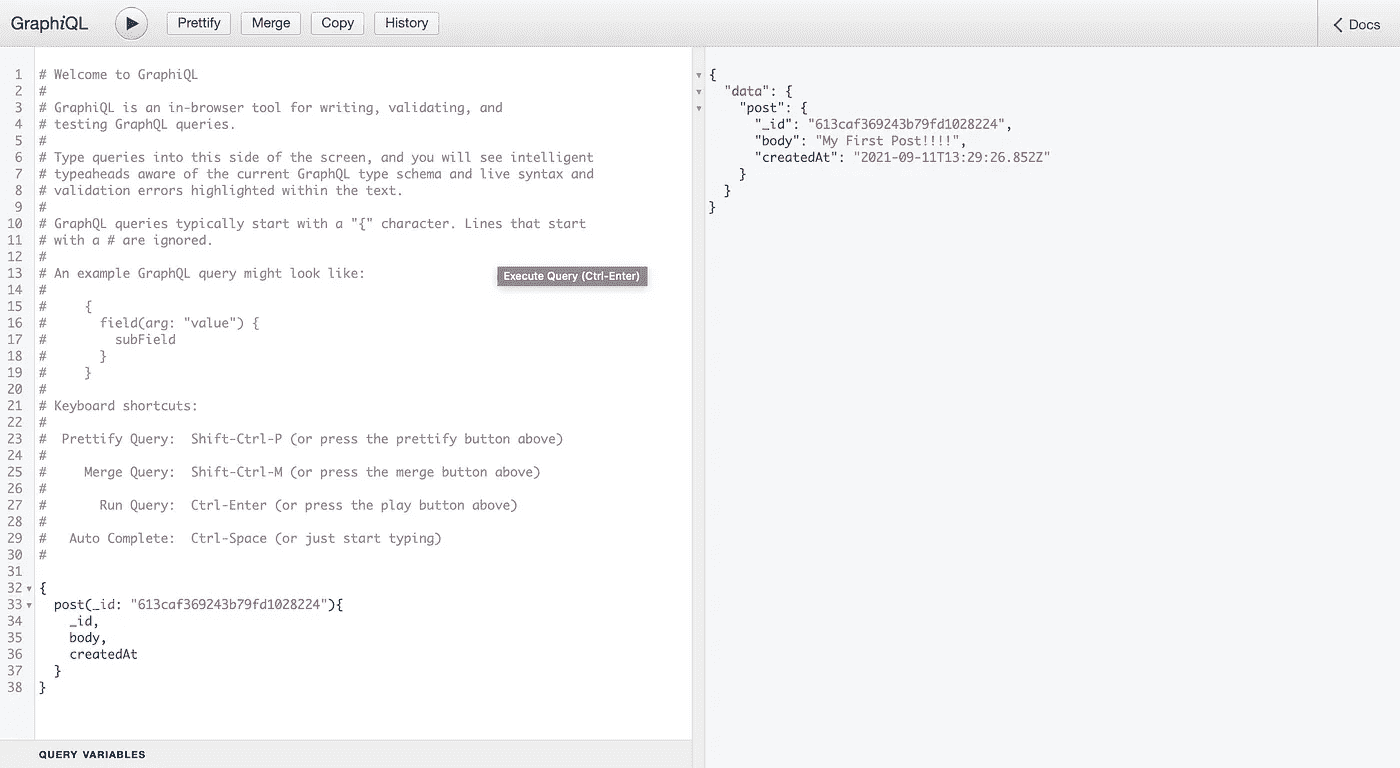 GraphiQL
Prettify Merge Copy History
Docs
1 # Welcome to GraphiQL
2 #
3 # GraphiQL is an in-browser tool for writing, validating, and
4 # testing GraphQL queries.
5 #
6 # Type queries into this side of the screen, and you will see intelligent
7 # typeaheads aware of the current GraphQL type schema and live syntax and
8 # validation errors highlighted within the text.
9 #
10 # GraphQL queries typically start with a "{" character. Lines that start
11 # with a # are ignored.
12 #
13 # An example GraphQL query might look like:
14 #
15 #     {
16 #       field(arg: "value") {
17 #         subField
18 #       }
19 #     }
20 #
21 # Keyboard shortcuts:
22 #
23 #  Prettify Query:  Shift-Ctrl-P (or press the prettify button above)
24 #
25 #     Merge Query:  Shift-Ctrl-M (or press the merge button above)
26 #
27 #       Run Query:  Ctrl-Enter (or press the play button above)
28 #
29 #   Auto Complete:  Ctrl-Space (or just start typing)
30 #
31
32 {
33   post(_id: "613caf369243b79fd1028224"){
34     _id,
35     body,
36     createdAt
37   }
38 }
Execute Query (Ctrl-Enter)
QUERY VARIABLES
{
  "data": {
    "post": {
      "_id": "613caf369243b79fd1028224",
      "body": "My First Post!!!!",
      "createdAt": "2021-09-11T13:29:26.852Z"
    }
  }
}